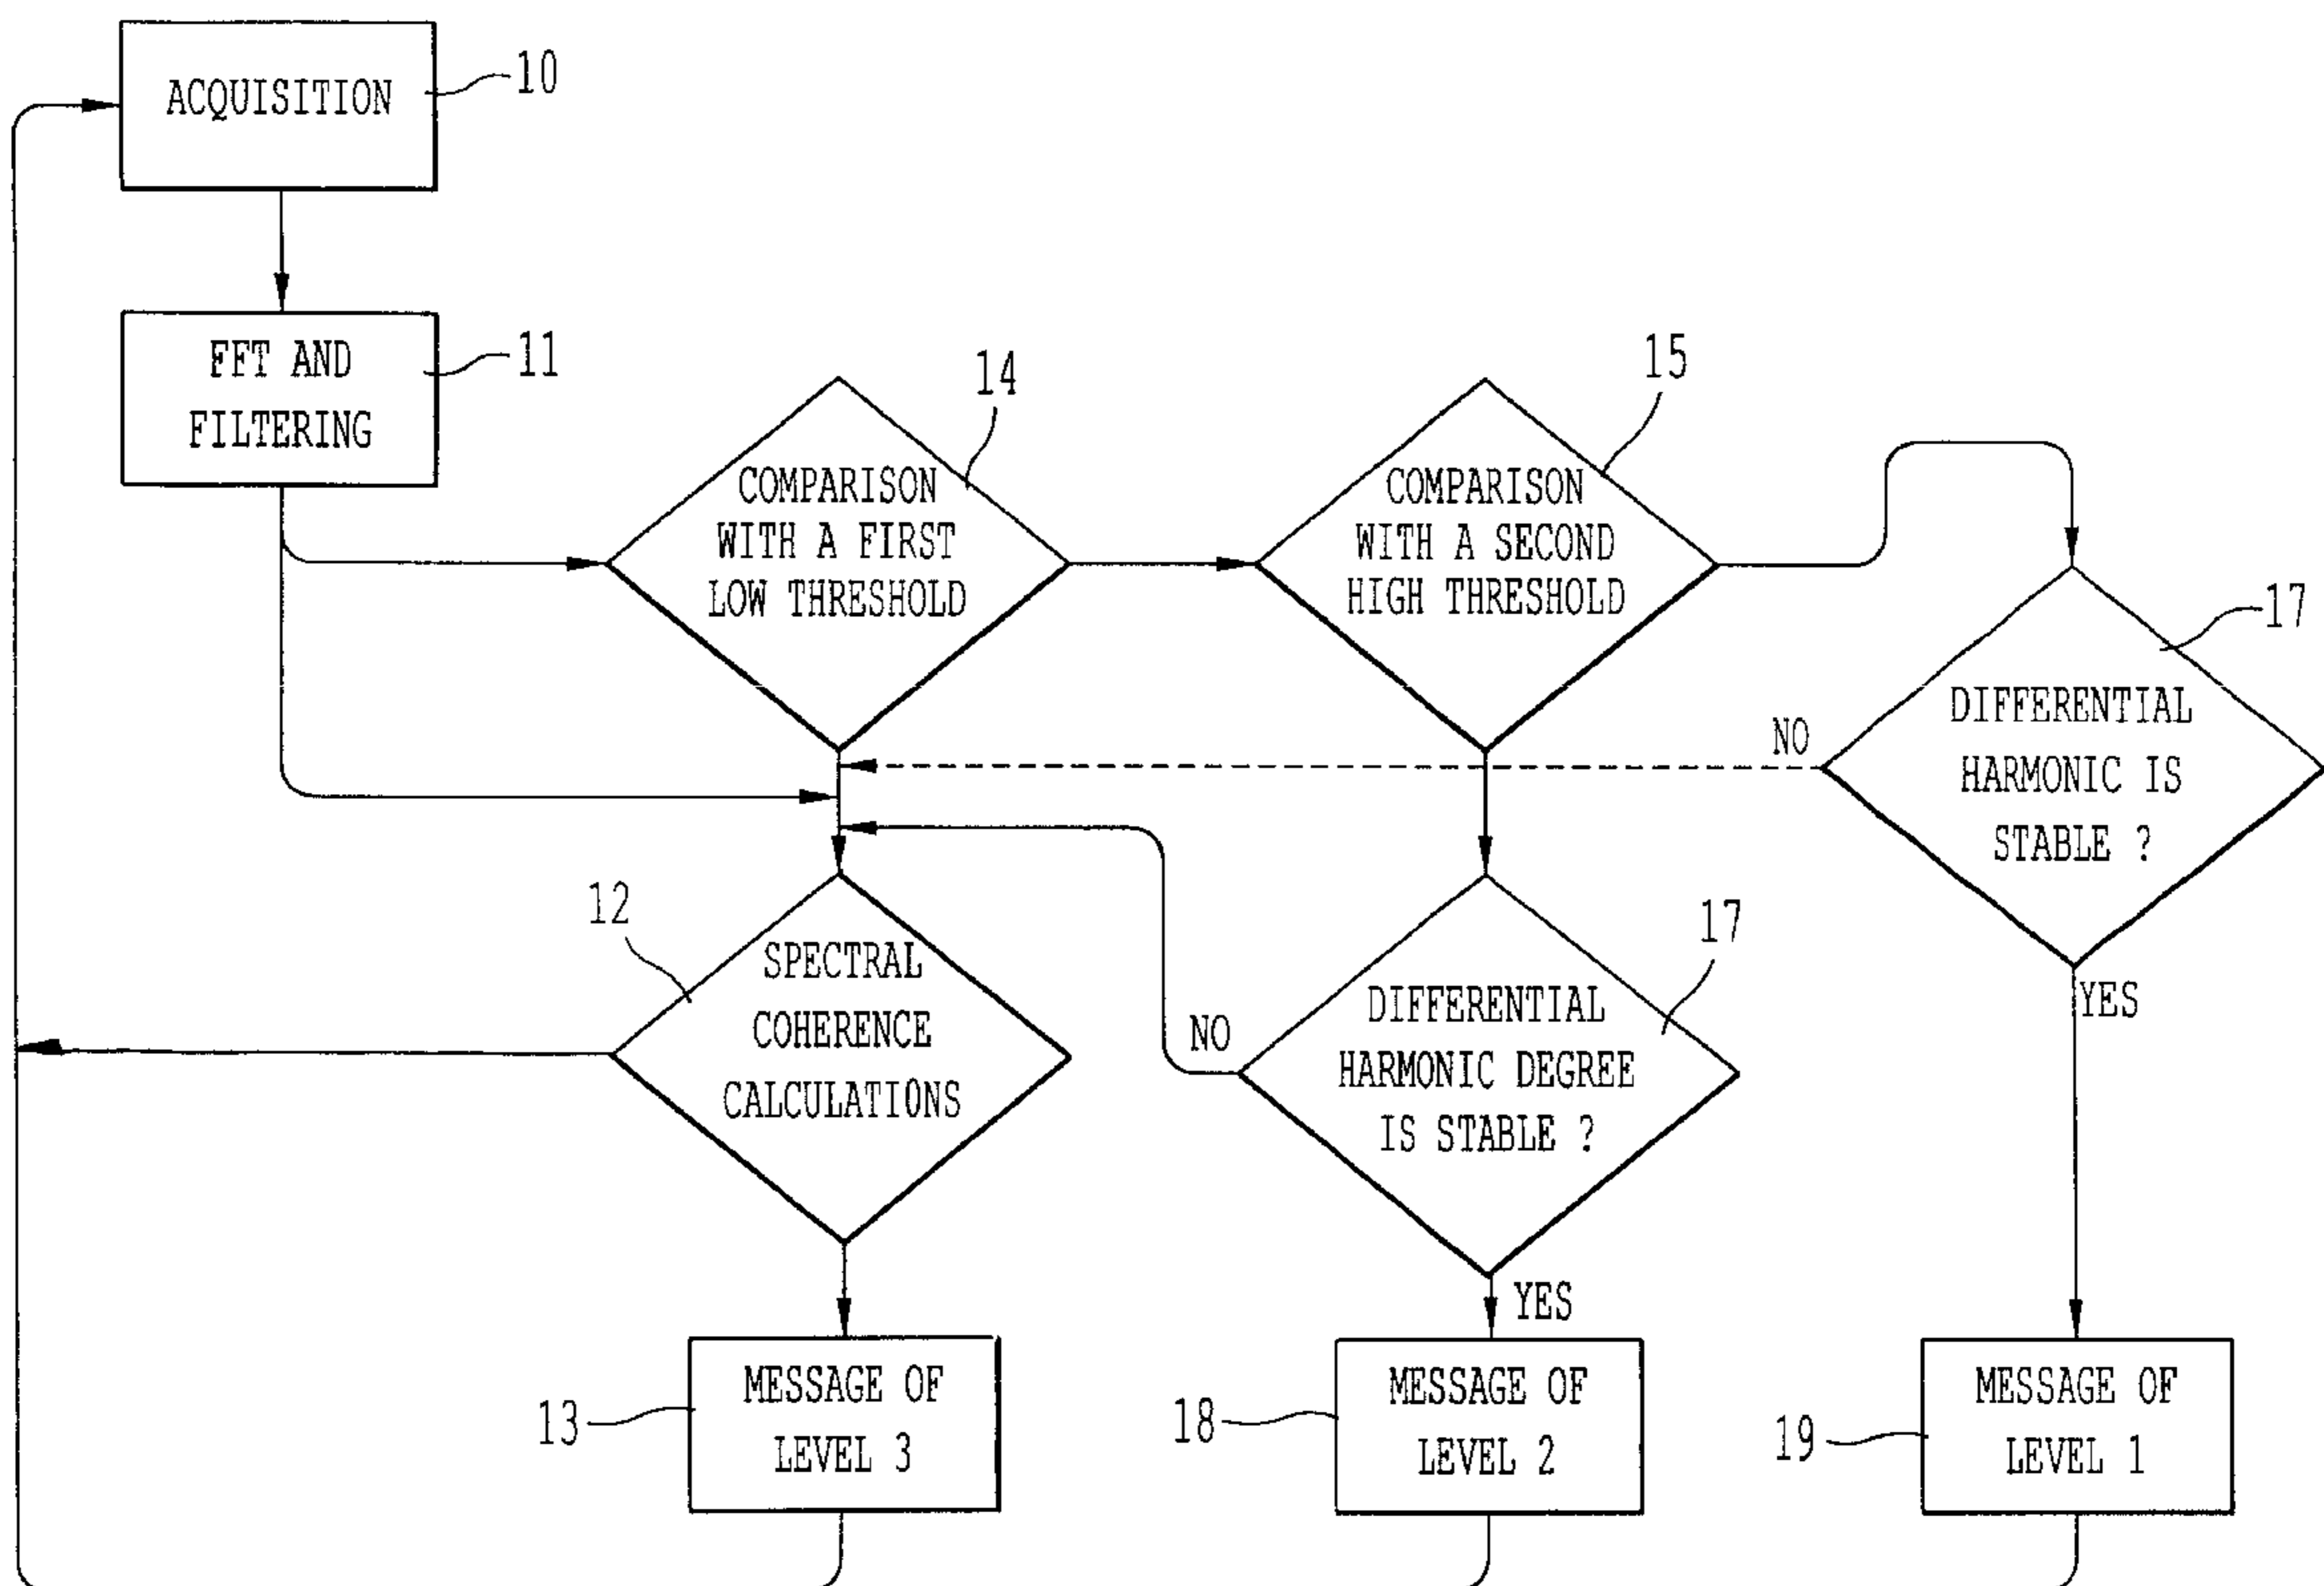 ACQUISITION
10
FFT AND
FILTERING
11
COMPARISON
WITH A FIRST
LOW THRESHOLD
14
COMPARISON
WITH A SECOND
HIGH THRESHOLD
15
DIFFERENTIAL
HARMONIC IS
STABLE ?
17
NO
YES
SPECTRAL
COHERENCE
CALCULATIONS
12
DIFFERENTIAL
HARMONIC DEGREE
IS STABLE ?
17
NO
YES
MESSAGE OF
LEVEL 3
13
MESSAGE OF
LEVEL 2
18
MESSAGE OF
LEVEL 1
19